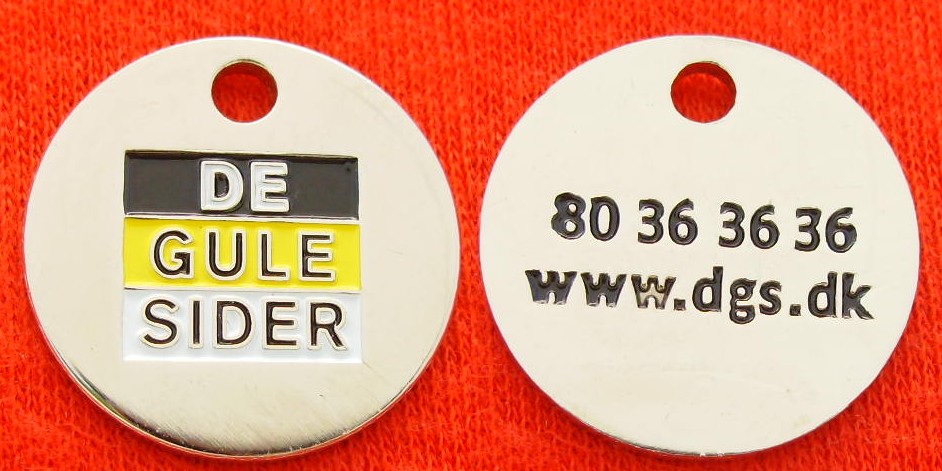 DE
GULE
SIDER
80 36 36 36
www.dgs.dk